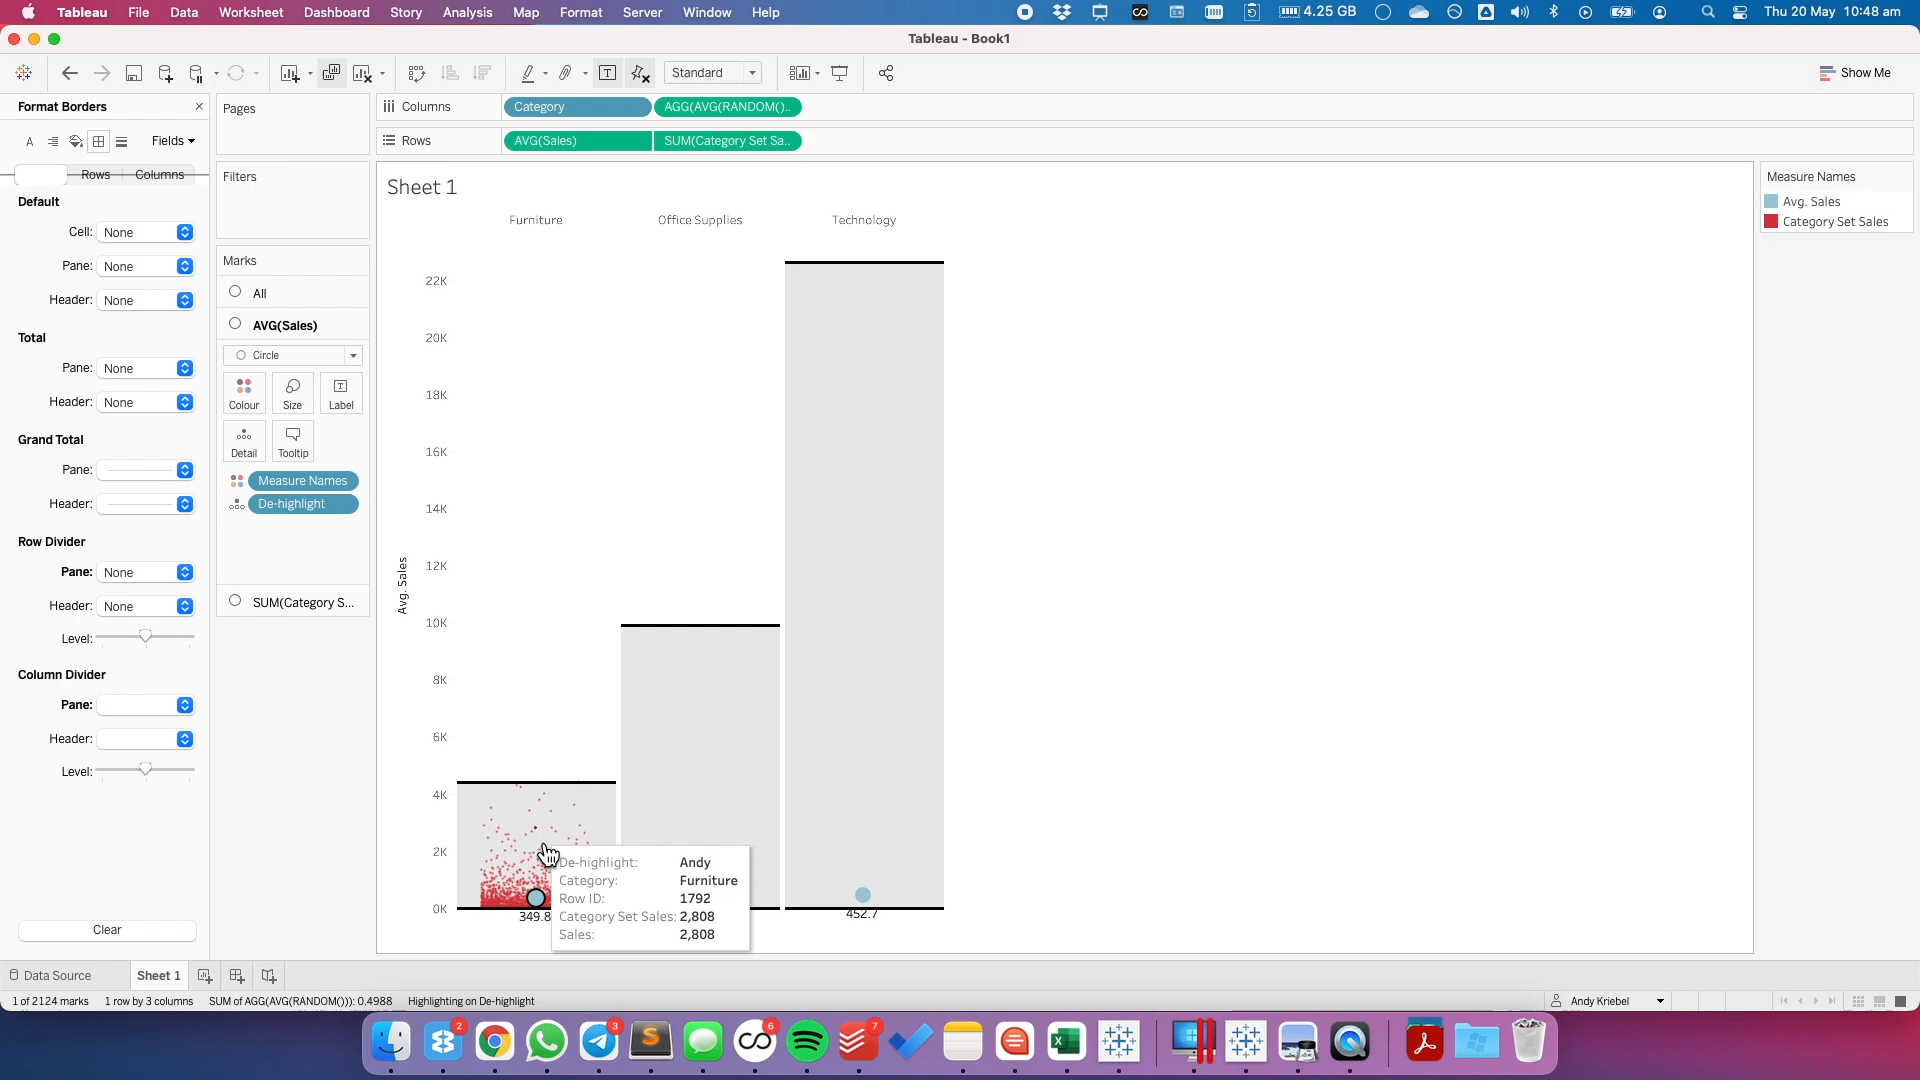 Tableau File Data Worksheet Dashboard Story Analysis Map Format Server Window Help 4.25 GB Thu 20 May 10:48 am
Tableau - Book1
Standard
Show Me
Format Borders
Fields
Rows Columns
Default
Cell: None
Pane: None
Header: None
Total
Pane: None
Header: None
Grand Total
Pane:
Header:
Row Divider
Pane: None
Header: None
Level:
Column Divider
Pane:
Header:
Level:
Clear
Pages
Filters
Marks
All
AVG(Sales)
Circle
Colour Size Label
Detail Tooltip
Measure Names
De-highlight
SUM(Category S...
Columns Category AGG(AVG(RANDOM()..
Rows AVG(Sales) SUM(Category Set Sa..
Sheet 1
Furniture Office Supplies Technology
22K
20K
18K
16K
14K
12K
10K
8K
6K
4K
2K
0K
Avg. Sales
349.8
452.7
De-highlight: Andy
Category: Furniture
Row ID: 1792
Category Set Sales: 2,808
Sales: 2,808
Measure Names
Avg. Sales
Category Set Sales
Data Source Sheet 1
1 of 2124 marks 1 row by 3 columns SUM of AGG(AVG(RANDOM())): 0.4988 Highlighting on De-highlight Andy Kriebel
2 3 6 7